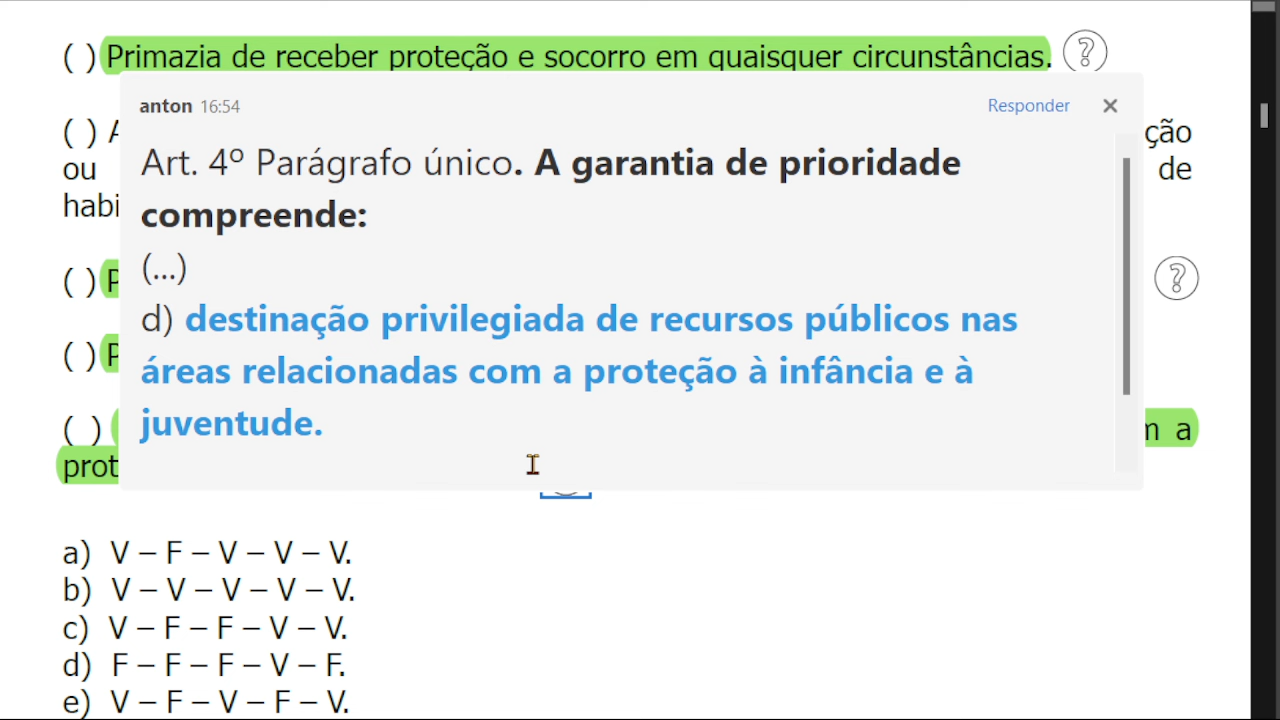 ( ) Primazia de receber proteção e socorro em quaisquer circunstâncias. ?
anton 16:54 Responder
( ) A ção
Art. 4º Parágrafo único. A garantia de prioridade
ou de
compreende:
habi
(...)
( ) P ?
d) destinação privilegiada de recursos públicos nas
( ) P
áreas relacionadas com a proteção à infância e à
( ) m a
juventude.
prot
a) V – F – V – V – V.
b) V – V – V – V – V.
c) V – F – F – V – V.
d) F – F – F – V – F.
e) V – F – V – F – V.